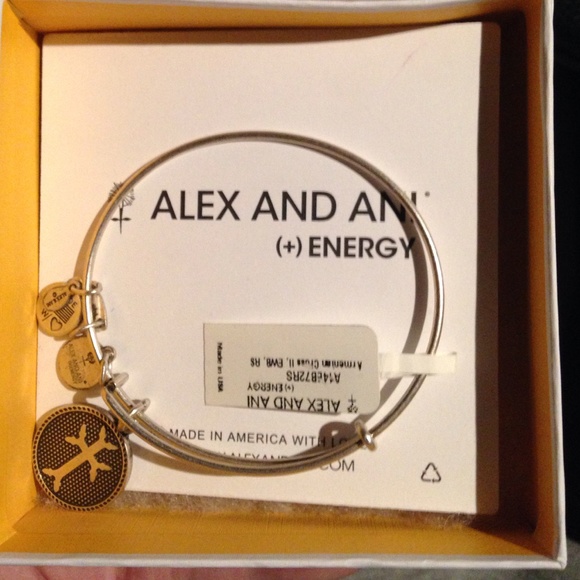 ALEX AND ANI
(+) ENERGY
Made in USA
Armenian Cross II, EWB, RS
A14EB72RS
(+) ENERGY
ALEX AND ANI
MADE IN AMERICA WITH
.COM